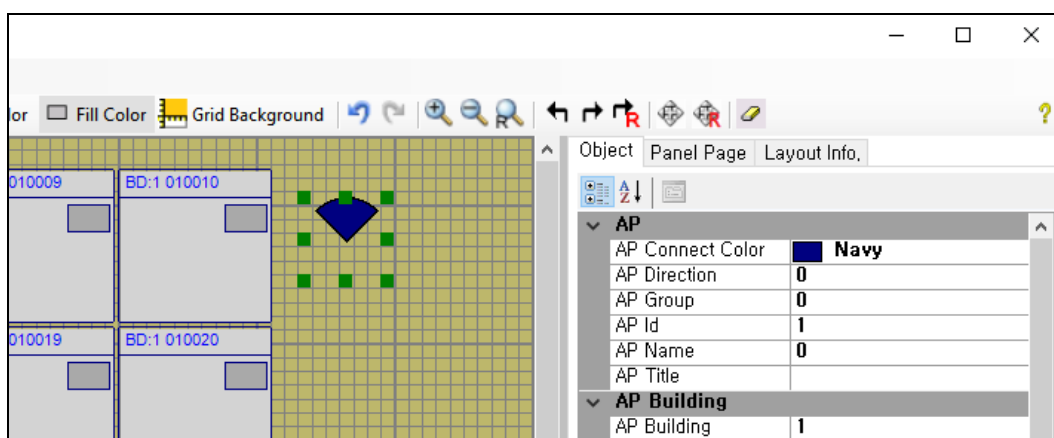 lor Fill Color Grid Background R R R ?
Object Panel Page Layout Info,
A
Z
010009 BD:1 010010
AP
AP Connect Color Navy
AP Direction 0
AP Group 0
AP Id 1
010019 BD:1 020020
AP Name 0
AP Title
AP Building
AP Building 1